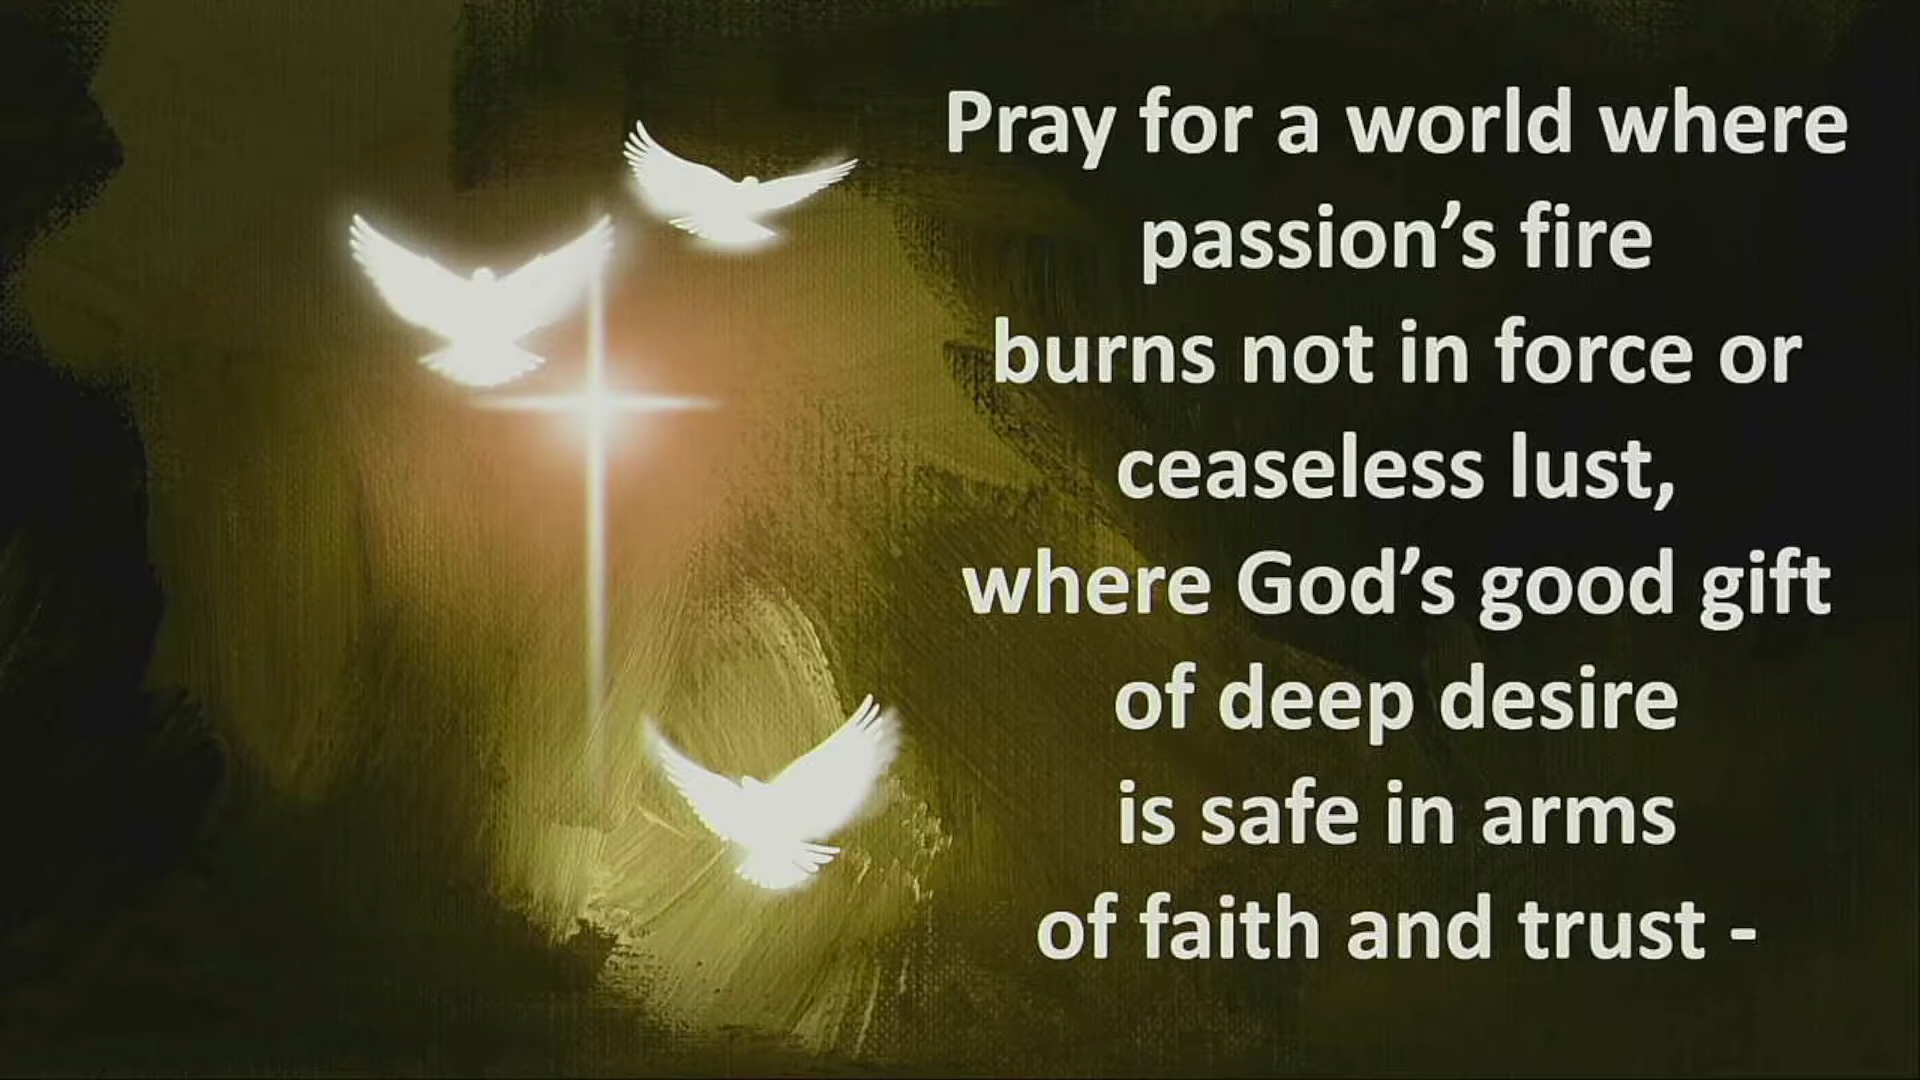 Pray for a world where
passion’s fire
burns not in force or
ceaseless lust,
where God’s good gift
of deep desire
is safe in arms
of faith and trust -